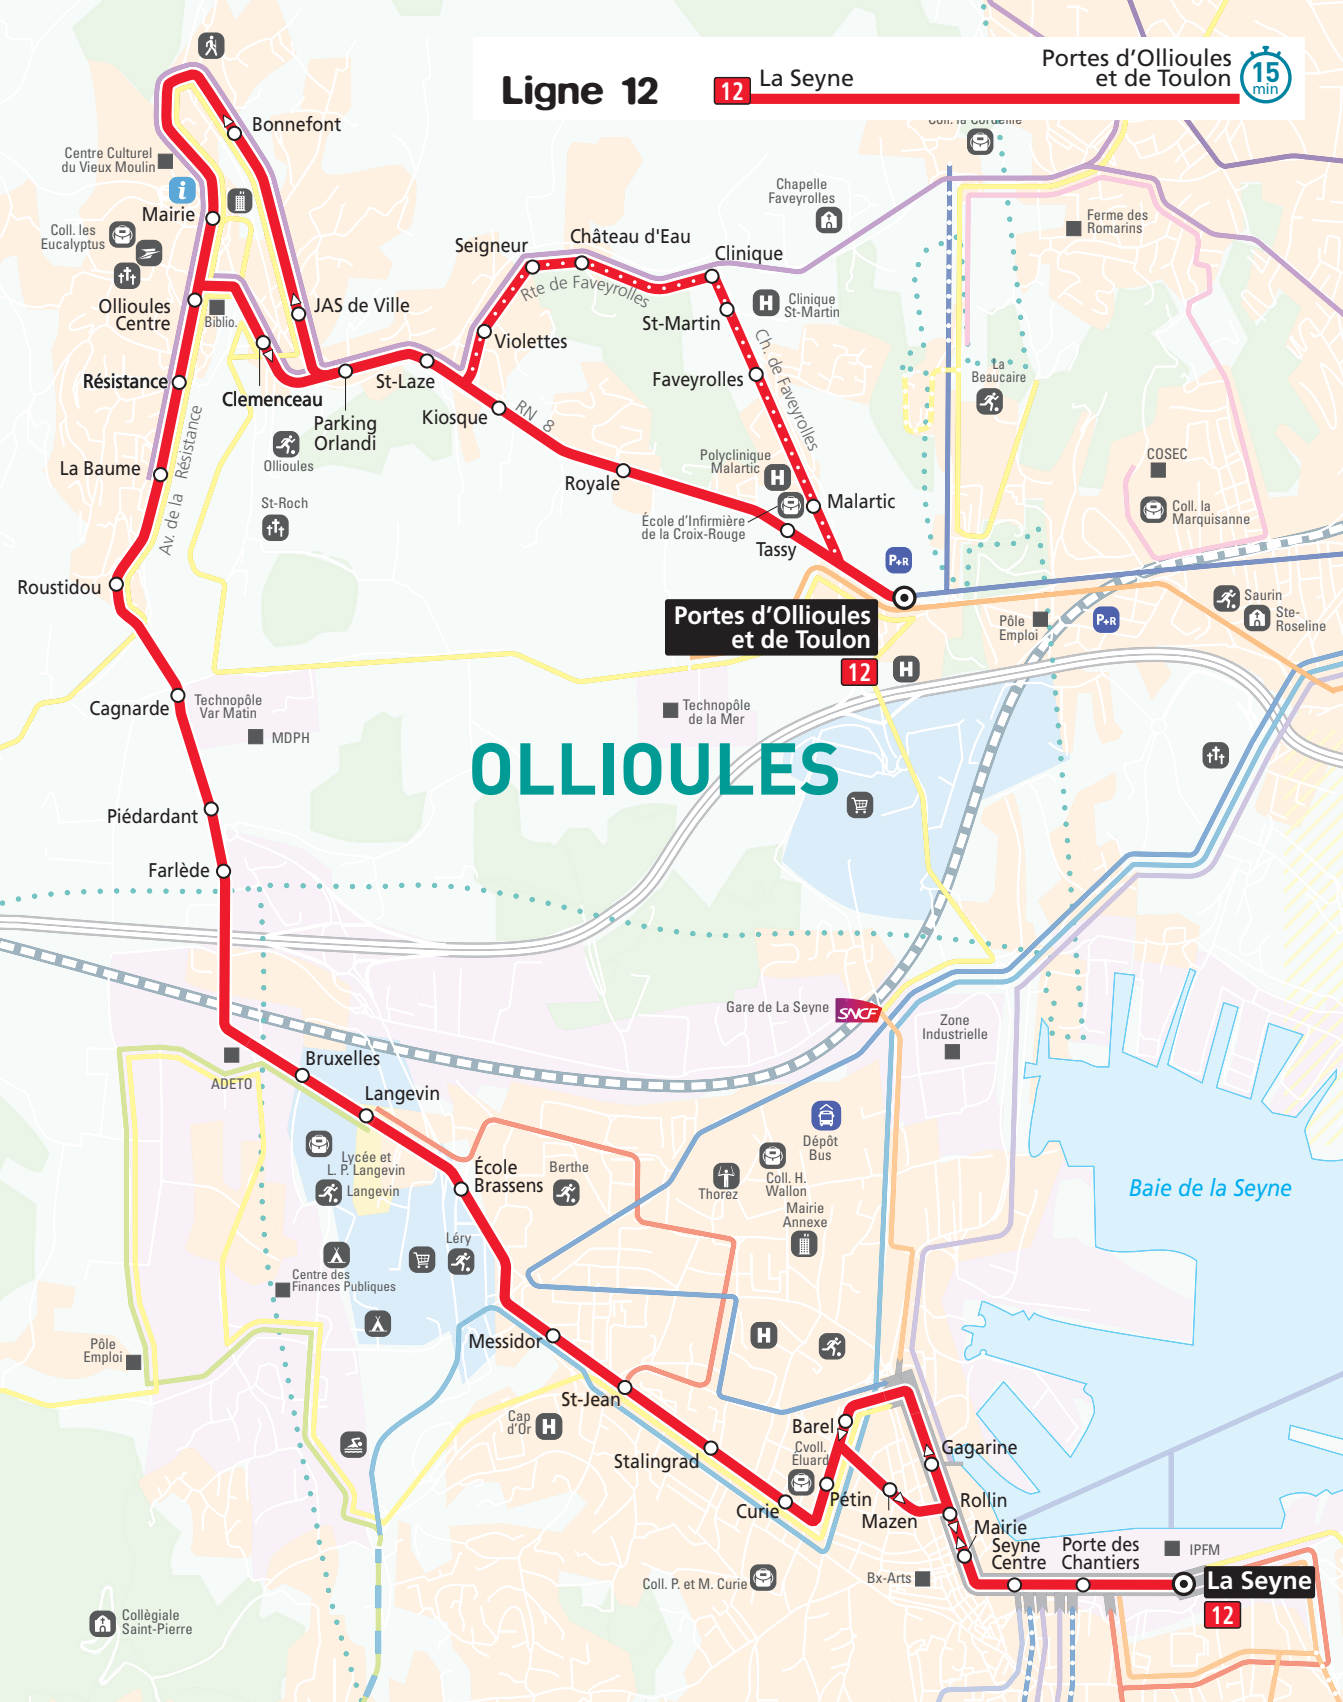 Ligne 12
12
La Seyne
Portes d'Ollioules
et de Toulon
15
min
Coll. la Cordeille
Bonnefont
Centre Culturel
du Vieux Moulin
i
Mairie
Coll. les
Eucalyptus
Ollioules
Centre
Biblio.
JAS de Ville
Résistance
Clemenceau
Parking
Orlandi
St-Laze
Kiosque
RN 8
La Baume
Av. de la Résistance
Ollioules
St-Roch
Roustidou
Seigneur
Château d'Eau
Clinique
Rte de Faveyrolles
Violettes
Chapelle
Faveyrolles
H
Clinique
St-Martin
St-Martin
Ch. de Faveyrolles
Faveyrolles
Royale
Polyclinique
Malartic
H
Malartic
École d'Infirmière
de la Croix-Rouge
Tassy
Ferme des
Romarins
La
Beaucaire
COSEC
Coll. la
Marquisanne
P+R
Portes d'Ollioules
et de Toulon
12
H
Pôle
Emploi
P+R
Saurin
Ste-
Roseline
Cagnarde
Technopôle
Var Matin
MDPH
Technopôle
de la Mer
OLLIOULES
Piédardant
Farlède
Gare de La Seyne
SNCF
Zone
Industrielle
ADETO
Bruxelles
Langevin
Lycée et
L. P. Langevin
Langevin
École
Brassens
Berthe
Dépôt
Bus
Coll. H.
Wallon
Thorez
Mairie
Annexe
Baie de la Seyne
Léry
Centre des
Finances Publiques
Pôle
Emploi
Messidor
H
St-Jean
Cap
d'Or
H
Stalingrad
Barel
Cvoll.
Éluard
Gagarine
Curie
Pétin
Mazen
Rollin
Mairie
Seyne
Centre
Porte des
Chantiers
IPFM
Bx-Arts
Coll. P. et M. Curie
La Seyne
12
Collègiale
Saint-Pierre